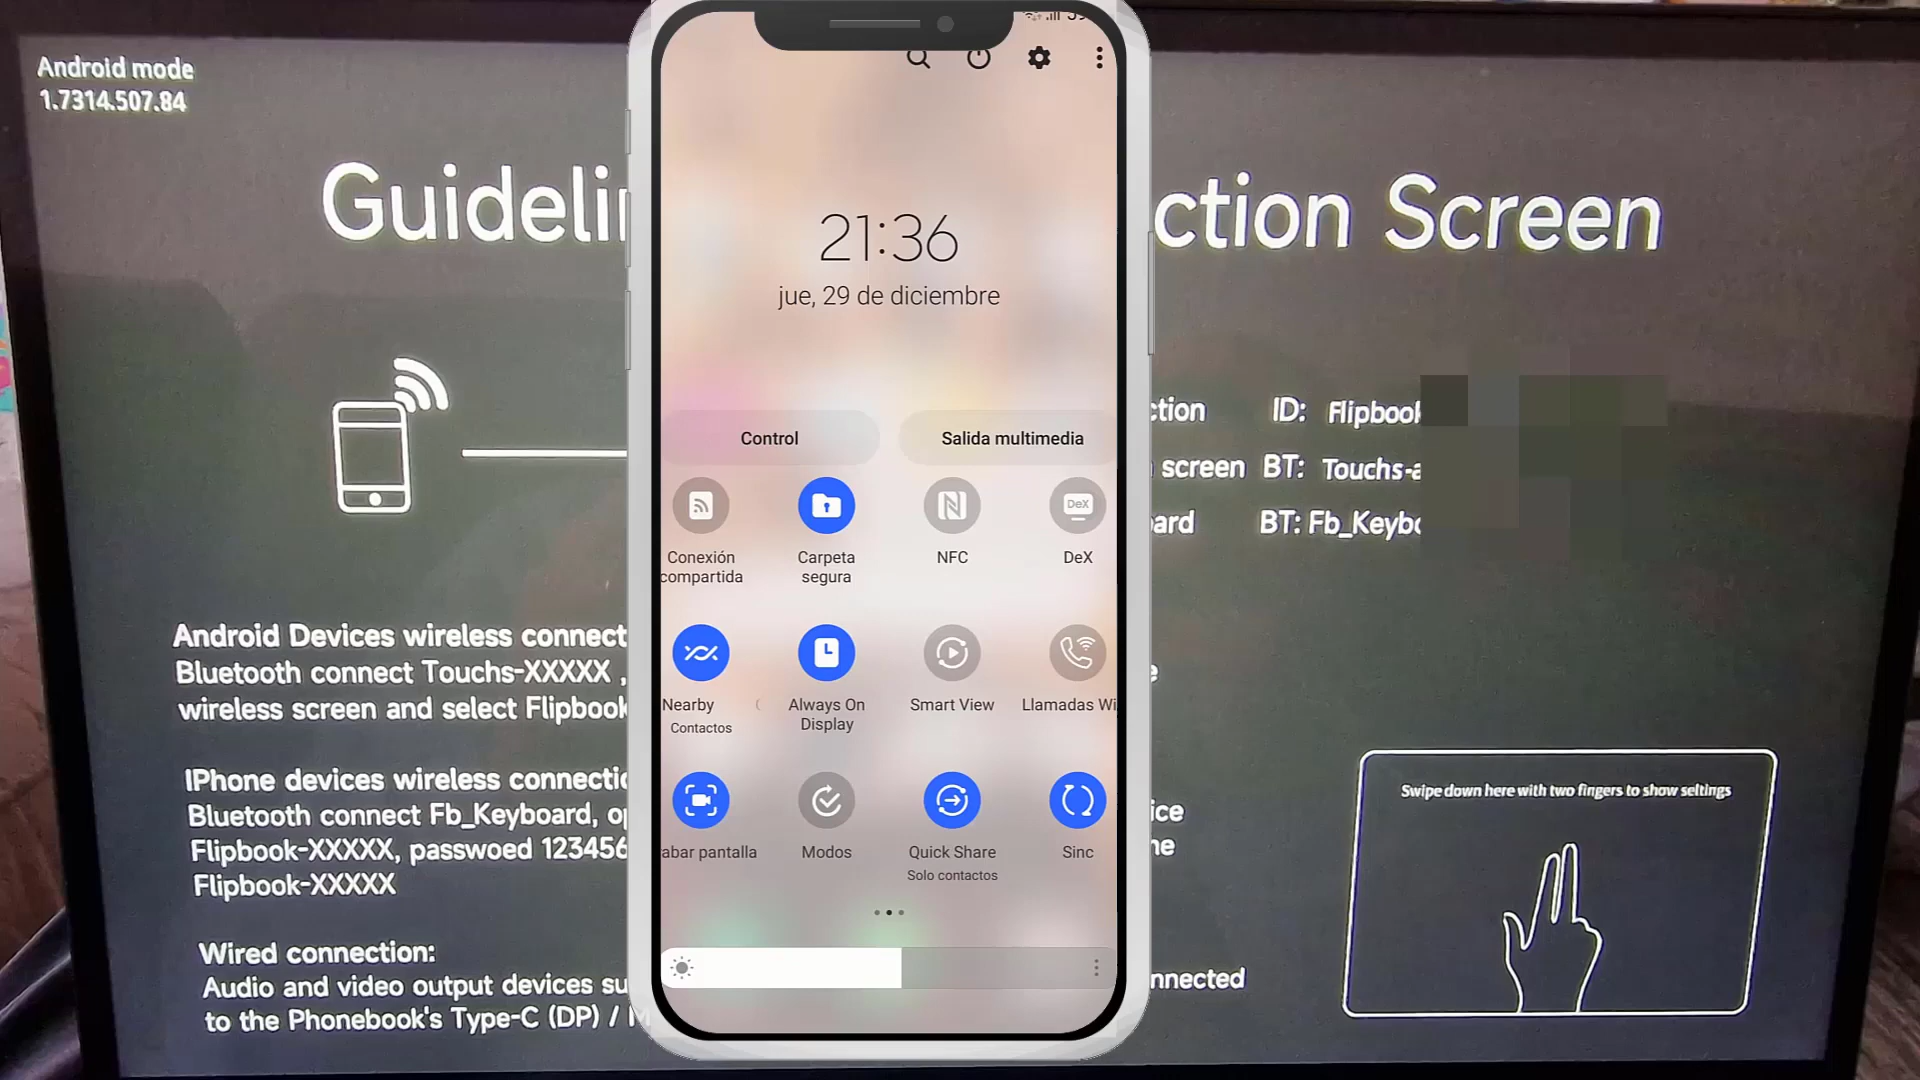 Android mode
1.7314.507.84
ction Screen
21:36
jue, 29 de diciembre
Control
Salida multimedia
Conexión
compartida
Carpeta
segura
NFC
DeX
DeX
Nearby
Contactos
Always On
Display
Smart View
Llamadas Wi
abar pantalla
Modos
Quick Share
Solo contactos
Sinc
ction ID: Flipbook
screen BT: Touchs-a
ard BT: Fb_Keybo
Android Devices wireless connect
Bluetooth connect Touchs-XXXXX ,
wireless screen and select Flipbook
IPhone devices wireless connectio
Bluetooth connect Fb_Keyboard, op
Flipbook-XXXXX, passwoed 123456
Flipbook-XXXXX
ice
ne
Wired connection:
Audio and video output devices su
to the Phonebook's Type-C (DP) /
nnected
Swipe down here with two fingers to show seltings